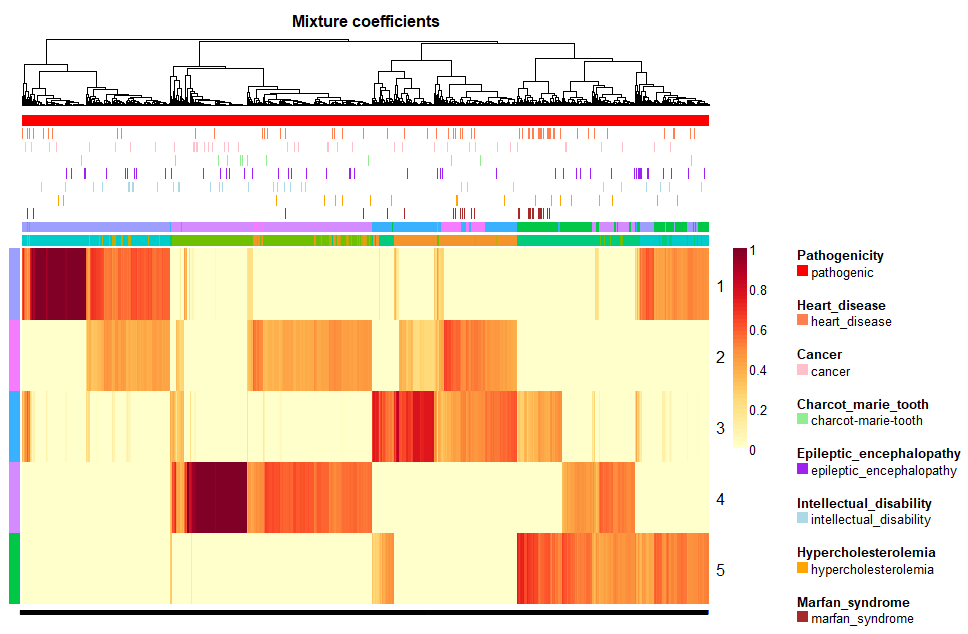 Mixture coefficients
1
2
3
4
5
1
0.8
0.6
0.4
0.2
0
Pathogenicity
pathogenic
Heart_disease
heart_disease
Cancer
cancer
Charcot_marie_tooth
charcot-marie-tooth
Epileptic_encephalopathy
epileptic_encephalopathy
Intellectual_disability
intellectual_disability
Hypercholesterolemia
hypercholesterolemia
Marfan_syndrome
marfan_syndrome